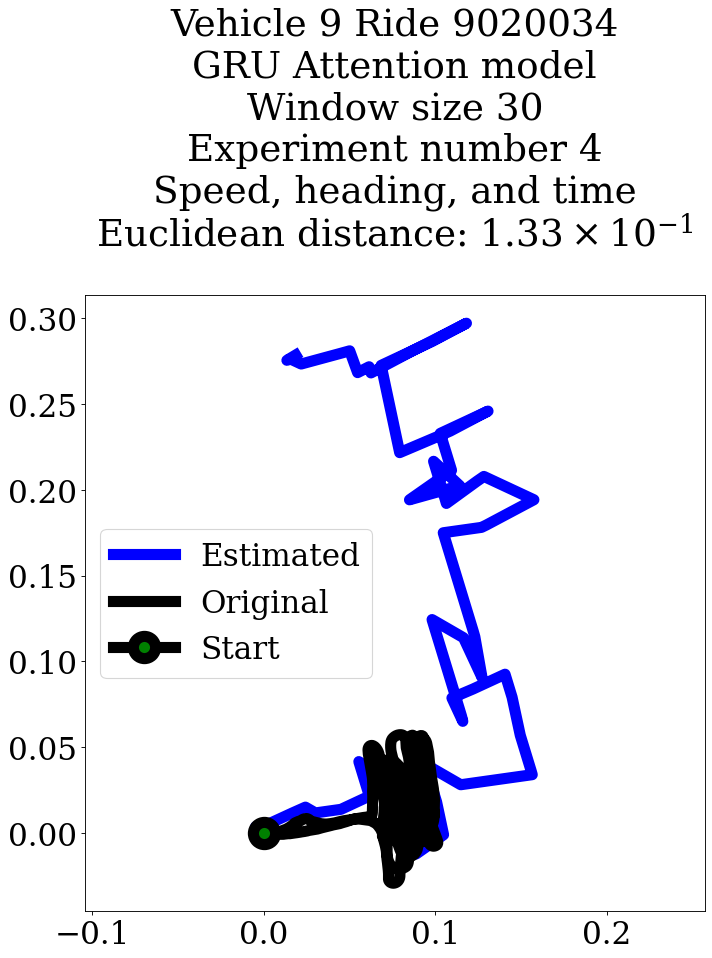 Vehicle 9 Ride 9020034
GRU Attention model
Window size 30
Experiment number 4
Speed, heading, and time
Euclidean distance: 1.33 × 10⁻¹
0.30
0.25
0.20
0.15
0.10
0.05
0.00
Estimated
Original
Start
−0.1
0.0
0.1
0.2